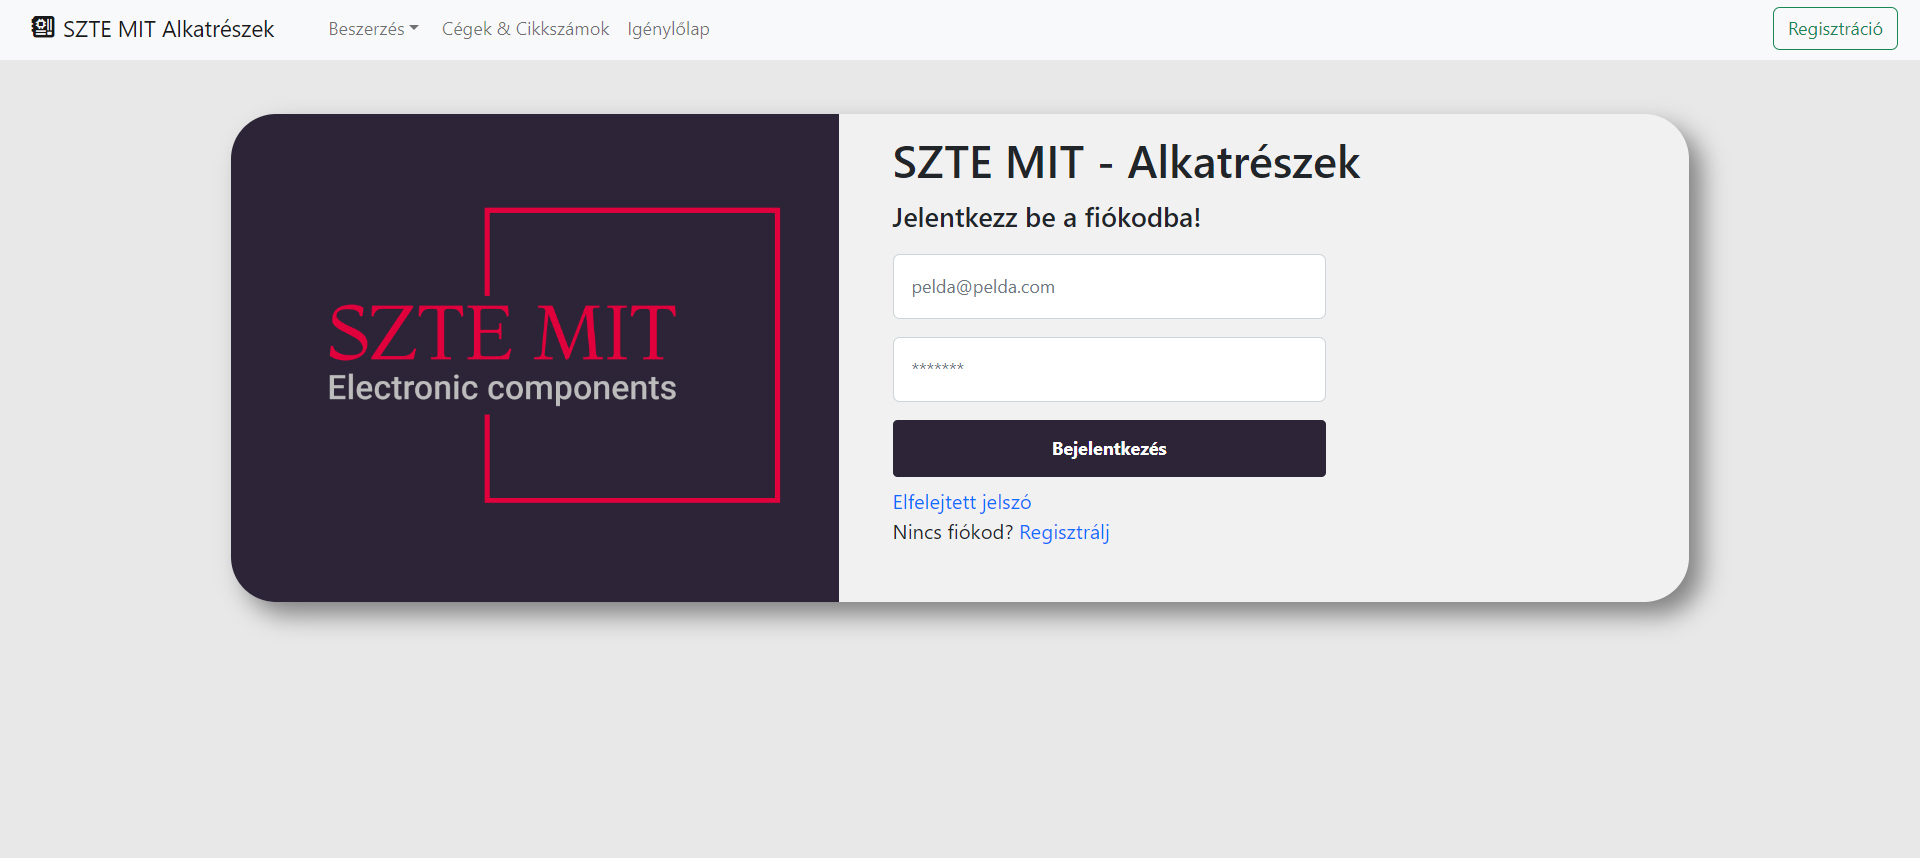 SZTE MIT Alkatrészek
Beszerzés
Cégek & Cikkszámok
Igénylőlap
Regisztráció
SZTE MIT
Electronic components
SZTE MIT - Alkatrészek
Jelentkezz be a fiókodba!
pelda@pelda.com
*******
Bejelentkezés
Elfelejtett jelszó
Nincs fiókod? Regisztrálj